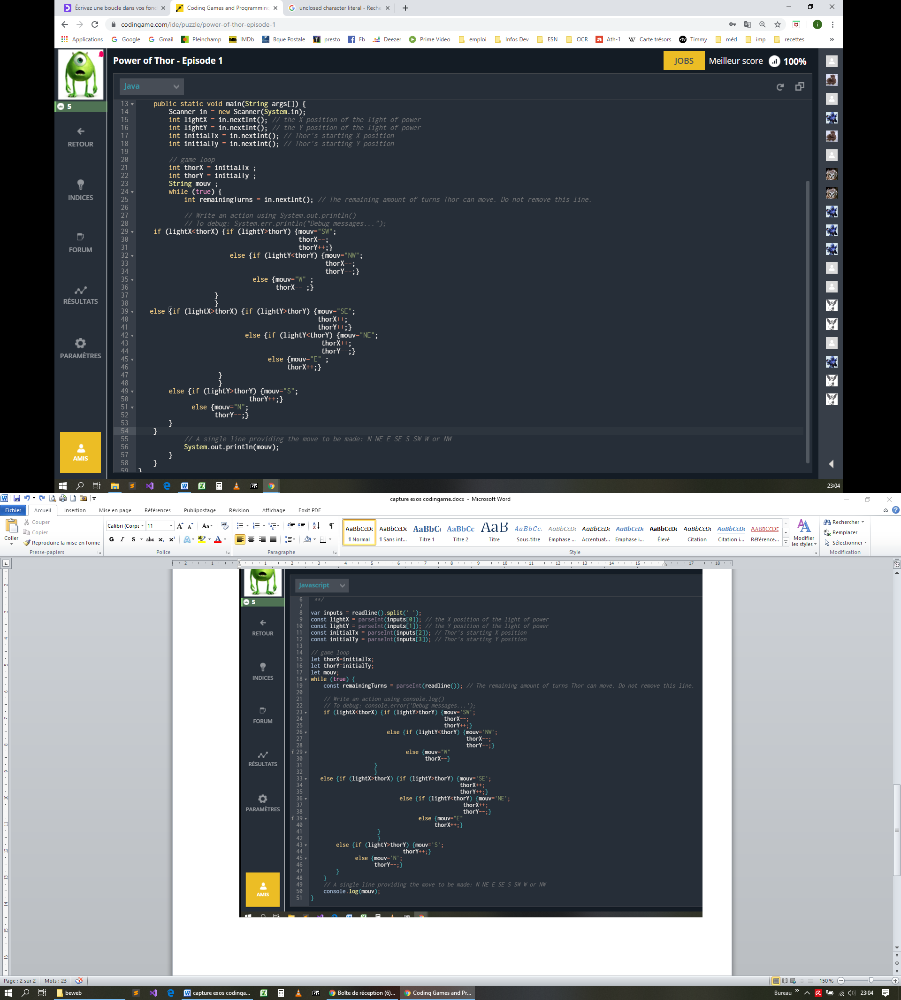 Écrivez une boucle dans vos fonc
Coding Games and Programming
unclosed character literal - Reche
codingame.com/ide/puzzle/power-of-thor-episode-1
Applications Google Gmail Pleinchamp IMDb Bque Postale presto Fb Deezer Prime Video emploi Infos Dev ESN OCR Ath-1 Carte trésors Timmy méd imp recettes »
Power of Thor - Episode 1
JOBS Meilleur score 100%
5
RETOUR
INDICES
FORUM
RÉSULTATS
PARAMÈTRES
AMIS
Java
13 public static void main(String args[]) {
14 Scanner in = new Scanner(System.in);
15 int lightX = in.nextInt(); // the X position of the light of power
16 int lightY = in.nextInt(); // the Y position of the light of power
17 int initialTx = in.nextInt(); // Thor's starting X position
18 int initialTy = in.nextInt(); // Thor's starting Y position
19
20 // game loop
21 int thorX = initialTx ;
22 int thorY = initialTy ;
23 String mouv ;
24 while (true) {
25 int remainingTurns = in.nextInt(); // The remaining amount of turns Thor can move. Do not remove this line.
26
27 // Write an action using System.out.println()
28 // To debug: System.err.println("Debug messages...");
29 if (lightX<thorX) {if (lightY>thorY) {mouv="SW";
30 thorX--;
31 thorY++;}
32 else {if (lightY<thorY) {mouv="NW";
33 thorX--;
34 thorY--;}
35 else {mouv="W" ;
36 thorX-- ;}
37 }
38 }
39 else {if (lightX>thorX) {if (lightY>thorY) {mouv="SE";
40 thorX++;
41 thorY++;}
42 else {if (lightY<thorY) {mouv="NE";
43 thorX++;
44 thorY--;}
45 else {mouv="E" ;
46 thorX++;}
47 }
48 }
49 else {if (lightY>thorY) {mouv="S";
50 thorY++;}
51 else {mouv="N";
52 thorY--;}
53 }
54 }
55 // A single line providing the move to be made: N NE E SE S SW W or NW
56 System.out.println(mouv);
57 }
58 }
59 }
23:04
capture exos codingame.docx - Microsoft Word
Fichier Accueil Insertion Mise en page Références Publipostage Révision Affichage Foxit PDF
Coller
Couper
Copier
Reproduire la mise en forme
Presse-papiers
Calibri (Corps 11
Police
Paragraphe
AaBbCcDc AaBbCcDc AaBbC AaBbCc AaB AaBbCc. AaBbCcDt AaBbCcDt AaBbCcDt AaBbCcDc AaBbCcDt AaBbCcDt AABBCCDI
¶ Normal ¶ Sans int... Titre 1 Titre 2 Titre Sous-titre Emphase ... Accentuat... Emphase i... Élevé Citation Citation i... Référence...
Style
Modifier les styles
Rechercher
Remplacer
Sélectionner
Modification
2 1 1 2 3 4 5 6 7 8 9 10 11 12 13 14 15 17 18
5
RETOUR
INDICES
FORUM
RÉSULTATS
PARAMÈTRES
AMIS
Javascript
6 **/
7
8 var inputs = readline().split(' ');
9 const lightX = parseInt(inputs[0]); // the X position of the light of power
10 const lightY = parseInt(inputs[1]); // the Y position of the light of power
11 const initialTx = parseInt(inputs[2]); // Thor's starting X position
12 const initialTy = parseInt(inputs[3]); // Thor's starting Y position
13
14 // game loop
15 let thorX=initialTx;
16 let thorY=initialTy;
17 let mouv;
18 while (true) {
19 const remainingTurns = parseInt(readline()); // The remaining amount of turns Thor can move. Do not remove this line.
20
21 // Write an action using console.log()
22 // To debug: console.error('Debug messages...');
23 if (lightX<thorX) {if (lightY>thorY) {mouv='SW';
24 thorX--;
25 thorY++;}
26 else {if (lightY<thorY) {mouv='NW';
27 thorX--;
28 thorY--;}
29 else {mouv="W"
30 thorX--}
31 }
32 }
33 else {if (lightX>thorX) {if (lightY>thorY) {mouv='SE';
34 thorX++;
35 thorY++;}
36 else {if (lightY<thorY) {mouv='NE';
37 thorX++;
38 thorY--;}
39 else {mouv="E"
40 thorX++;}
41 }
42 }
43 else {if (lightY>thorY) {mouv='S';
44 thorY++;}
45 else {mouv='N';
46 thorY--;}
47 }
48 }
49 // A single line providing the move to be made: N NE E SE S SW W or NW
50 console.log(mouv);
51 }
Page : 2 sur 2 Mots : 23 150 %
beweb capture exos codinga... Boîte de réception (6)... Coding Games and Pr... Bureau » 23:04